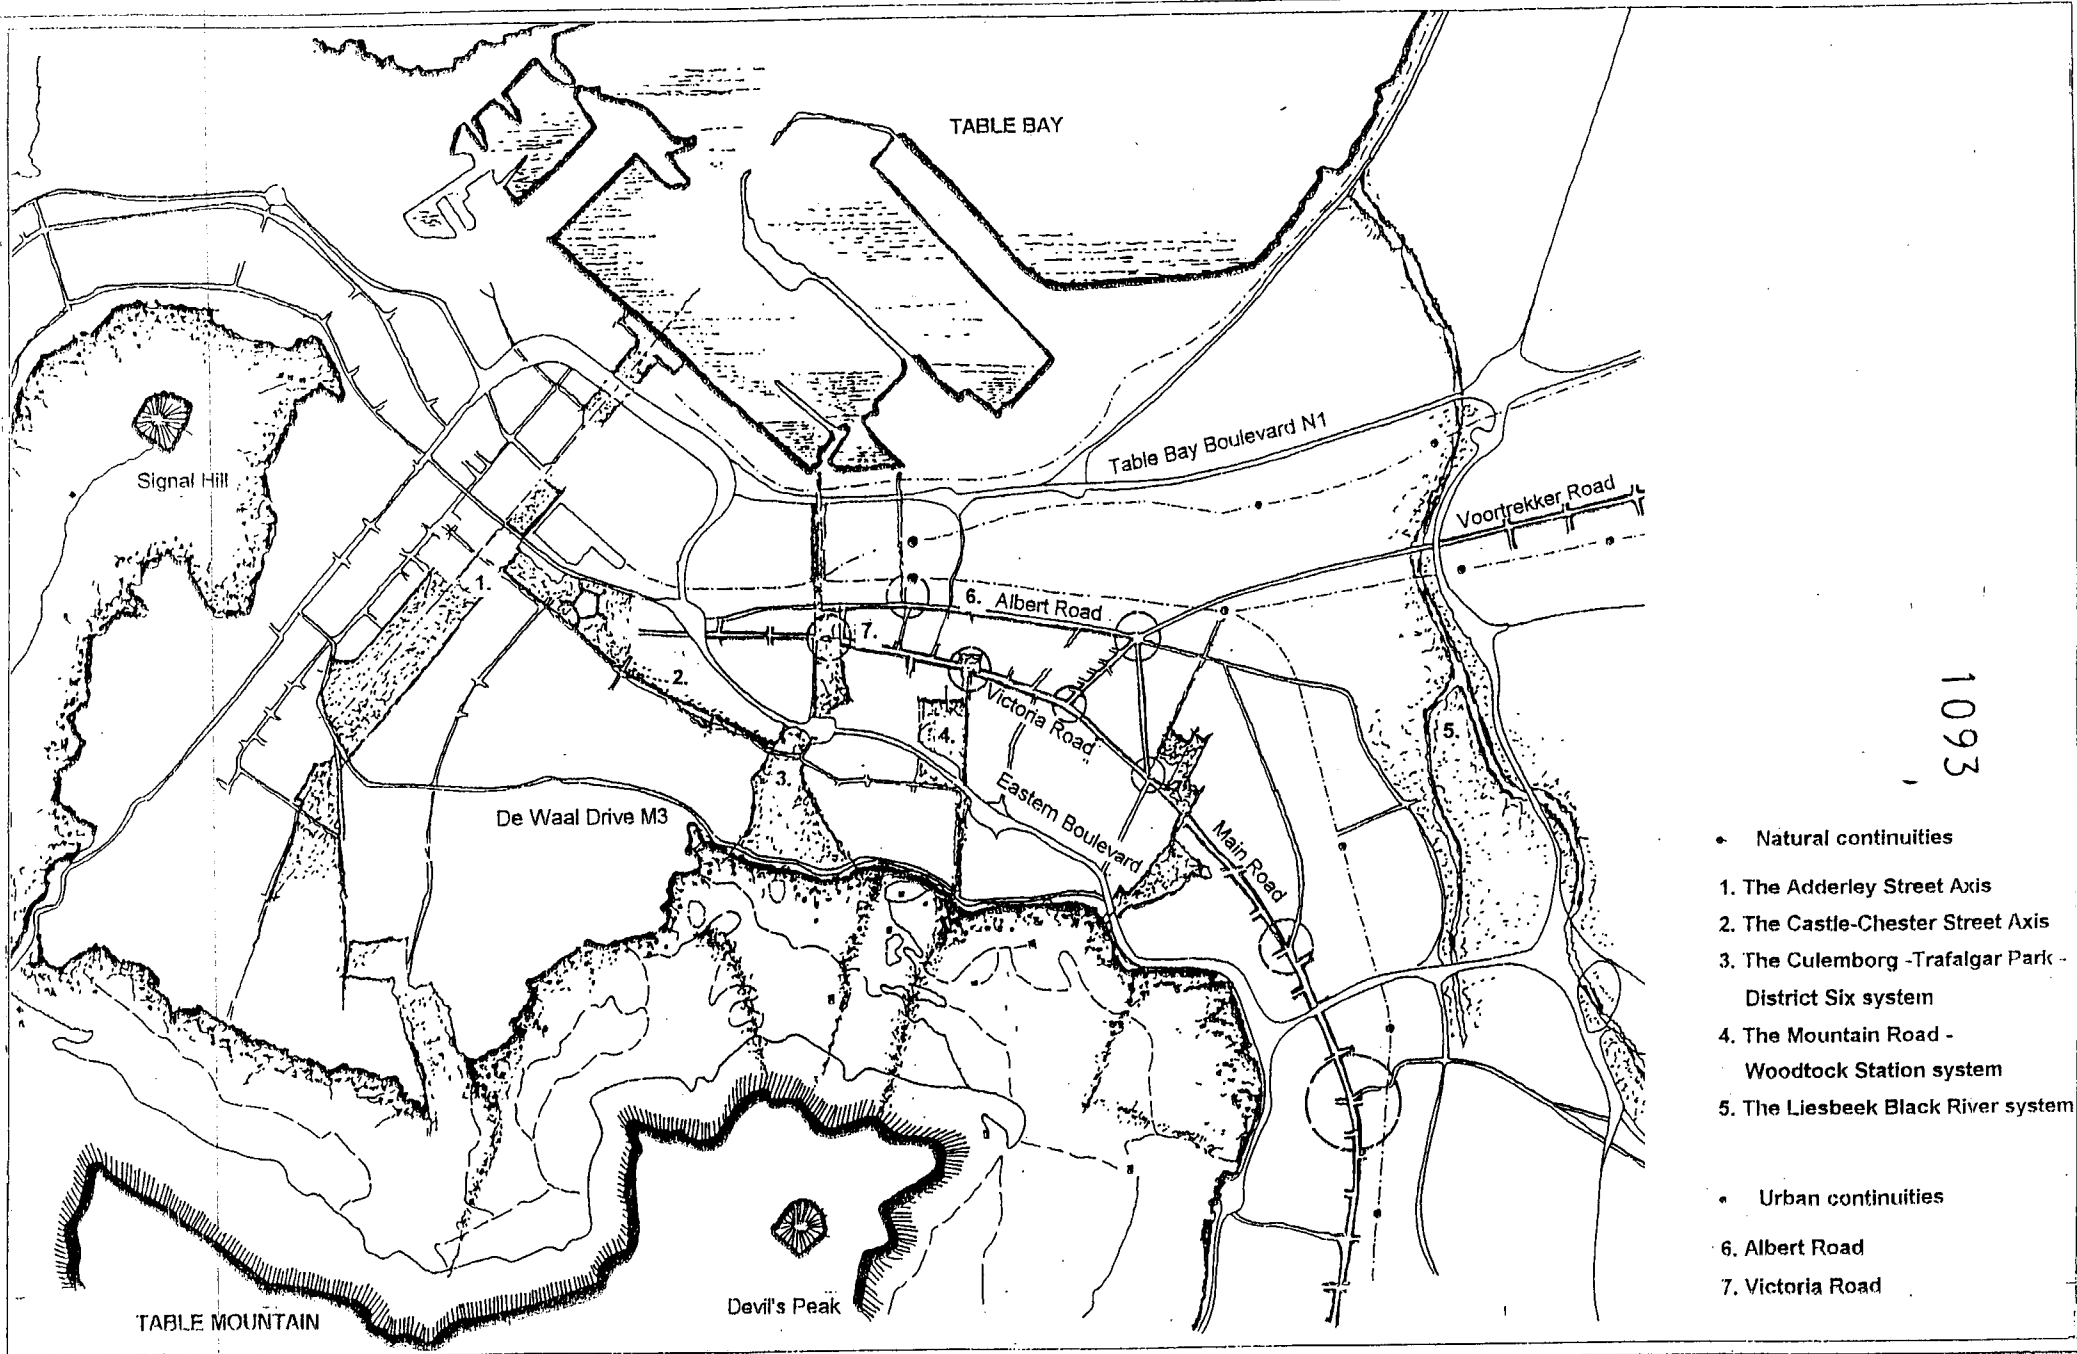 TABLE BAY
Signal Hill
Table Bay Boulevard N1
Voortrekker Road
1.
6. Albert Road
7.
2.
Victoria Road
4.
5.
3.
De Waal Drive M3
Eastern Boulevard
Main Road
TABLE MOUNTAIN
Devil's Peak
1093
• Natural continuities
1. The Adderley Street Axis
2. The Castle-Chester Street Axis
3. The Culemborg -Trafalgar Park -
District Six system
4. The Mountain Road -
Woodtock Station system
5. The Liesbeek Black River system
• Urban continuities
6. Albert Road
7. Victoria Road